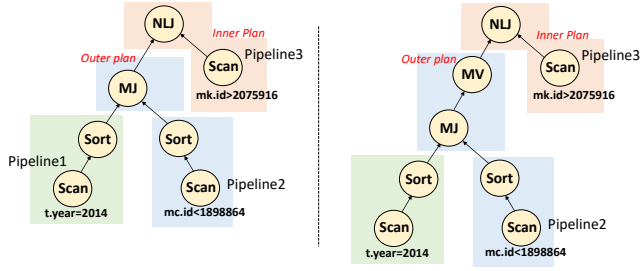 NLJ
Inner Plan
Outer plan
Scan
Pipeline3
MJ
mk.id>2075916
Sort
Sort
Pipeline1
Scan
Scan
Pipeline2
t.year=2014
mc.id<1898864
NLJ
Inner Plan
Outer plan
MV
Scan
Pipeline3
mk.id>2075916
MJ
Sort
Sort
Scan
Scan
Pipeline2
t.year=2014
mc.id<1898864